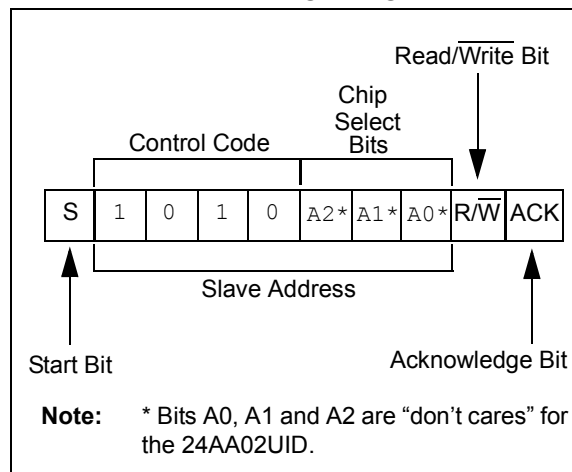 Read/Write Bit
Chip
Select
Bits
Control Code
S 1 0 1 0 A2* A1* A0* R/W ACK
Slave Address
Start Bit
Acknowledge Bit
Note: * Bits A0, A1 and A2 are “don’t cares” for
the 24AA02UID.